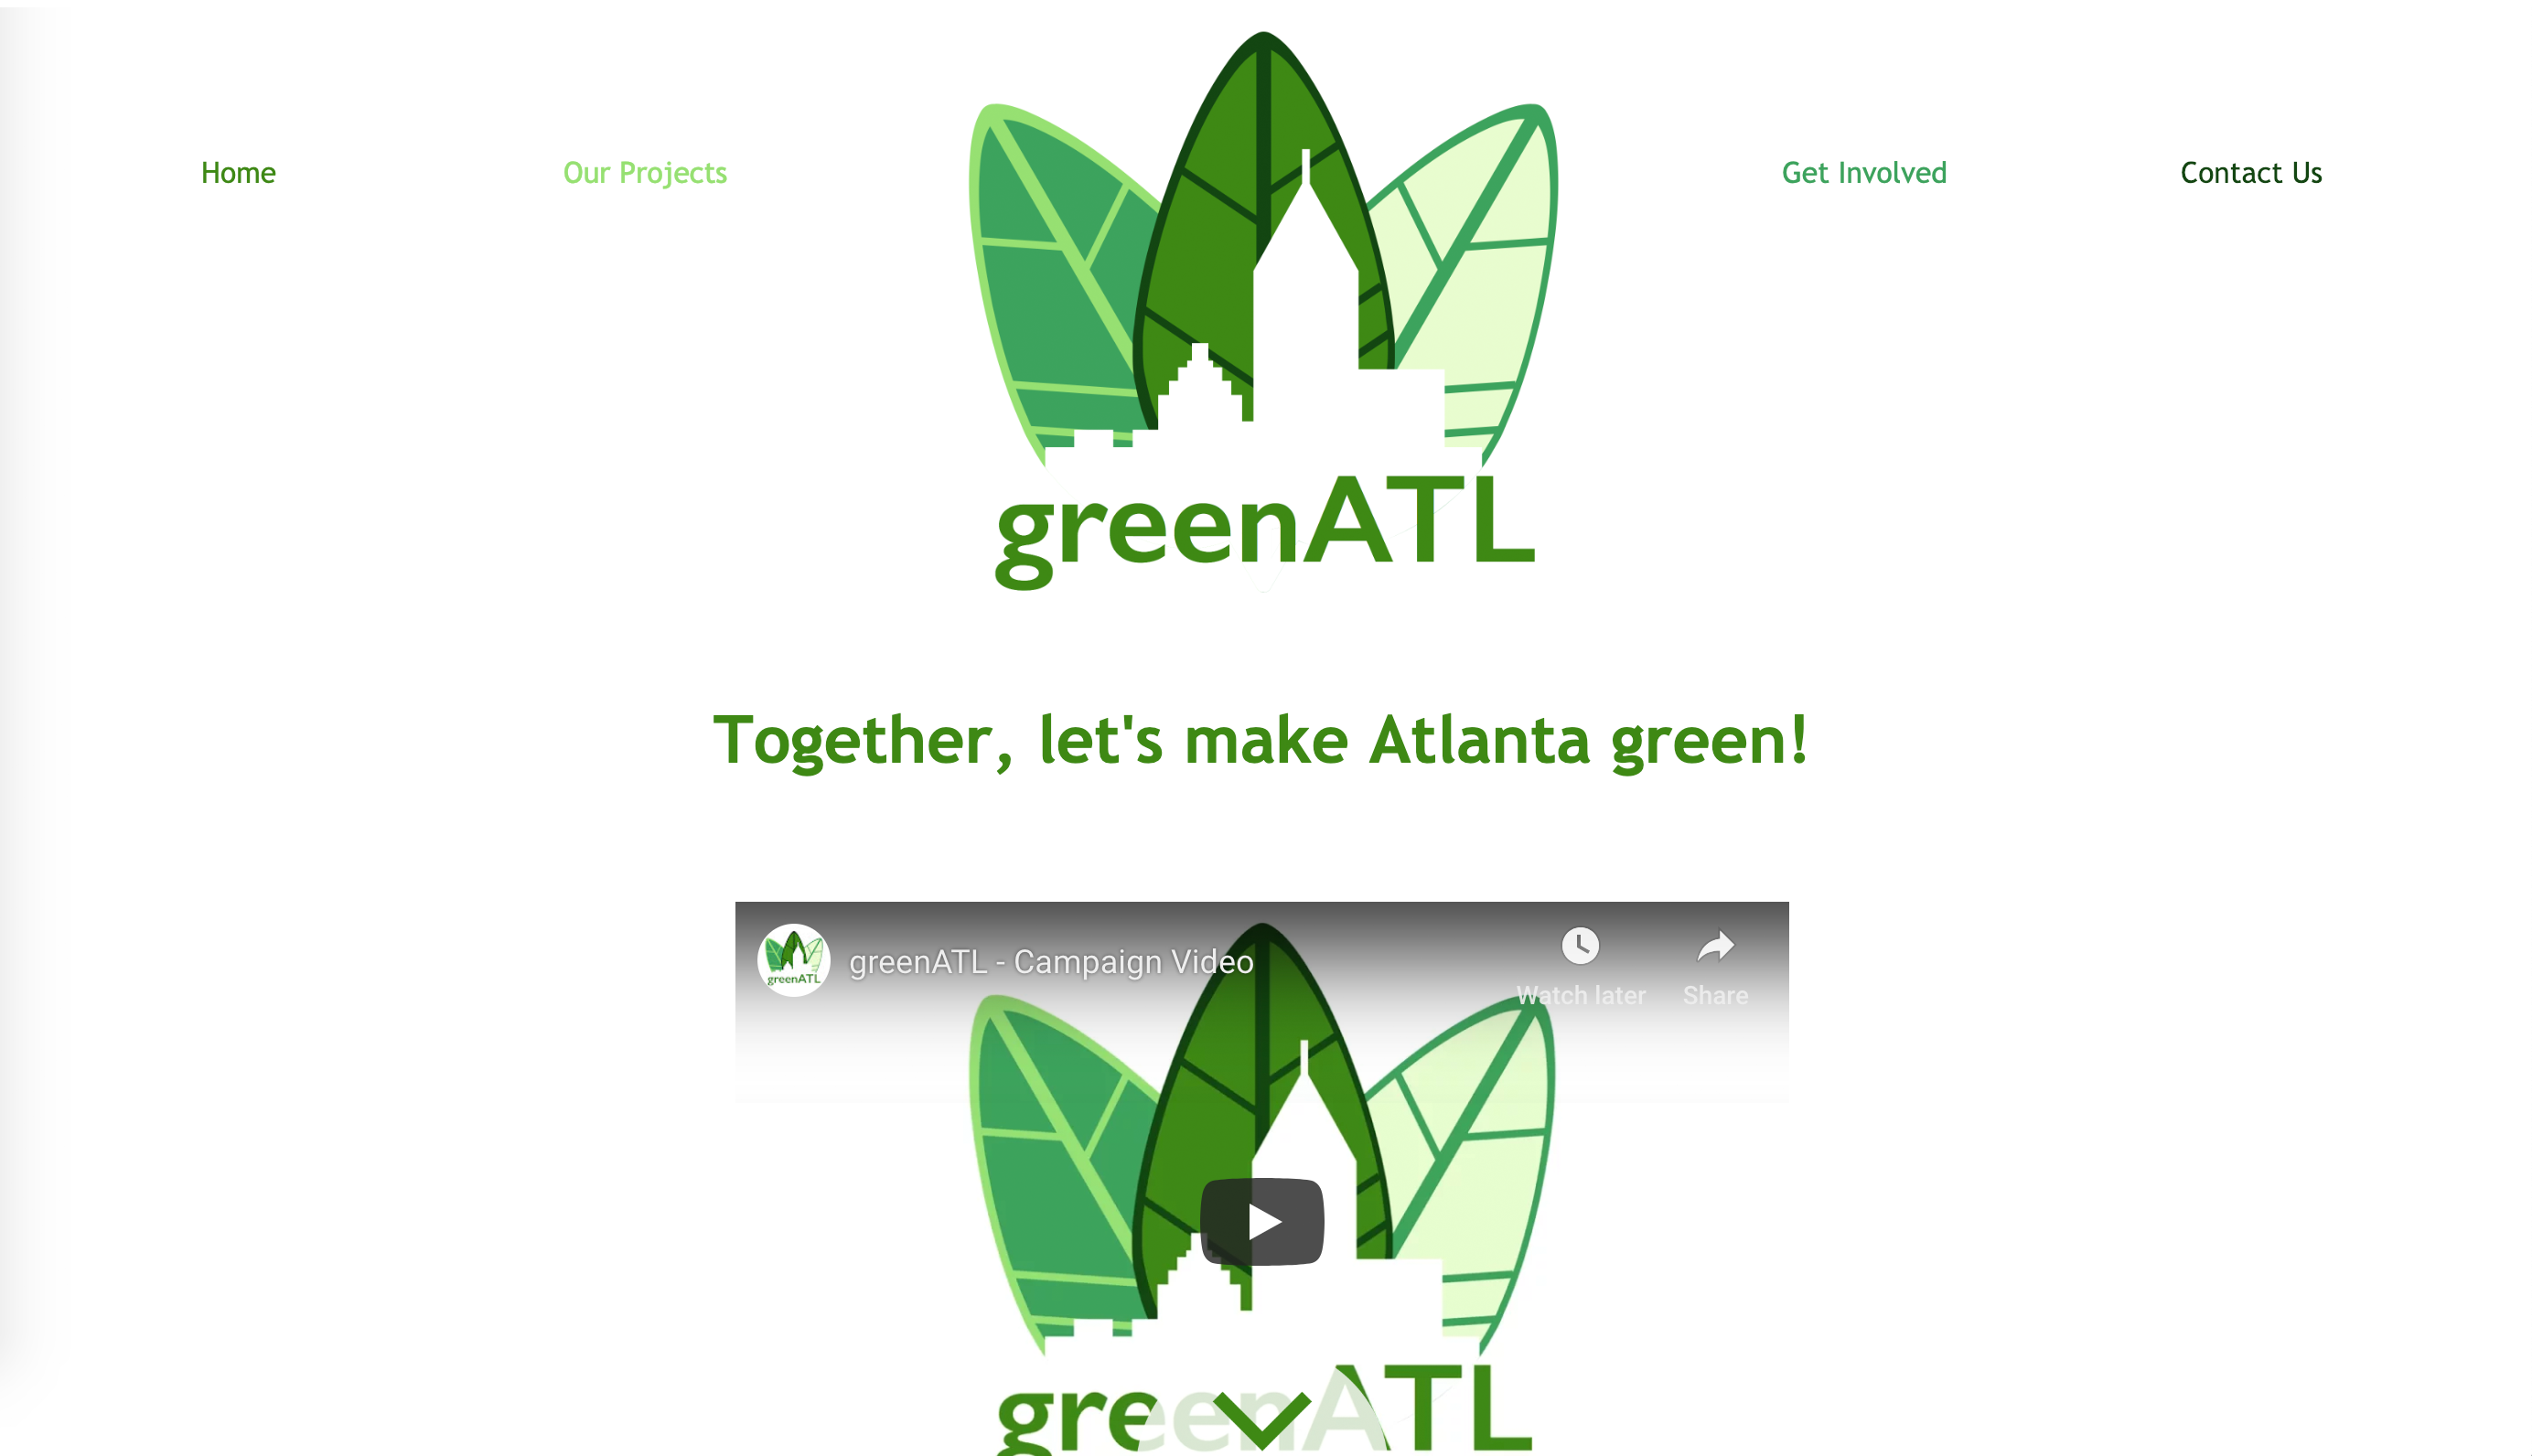 Home Our Projects Get Involved Contact Us
greenATL
Together, let's make Atlanta green!
greenATL
greenATL - Campaign Video
Watch later Share
greenATL